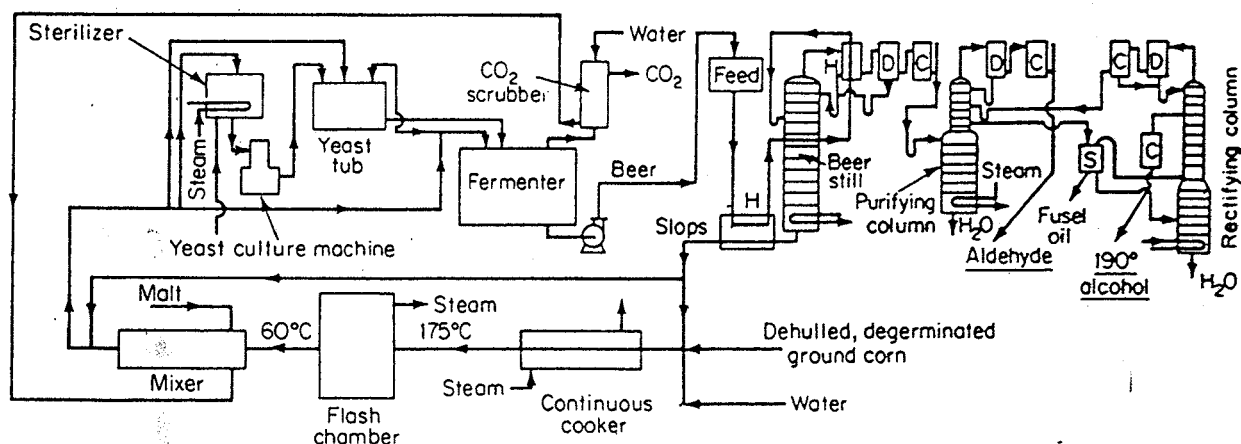 Sterilizer
Steam
Yeast culture machine
Yeast
tub
CO2
scrubber
Water
CO2
Fermenter
Beer
Feed
H
Slops
H
D
C
Beer
still
Purifying
column
D
C
Steam
H2O
Aldehyde
C
D
S
Fusel
oil
C
190°
alcohol
Rectifying column
H2O
Malt
Mixer
60°C
Flash
chamber
Steam
175°C
Steam
Continuous
cooker
Dehulled, degerminated
ground corn
Water